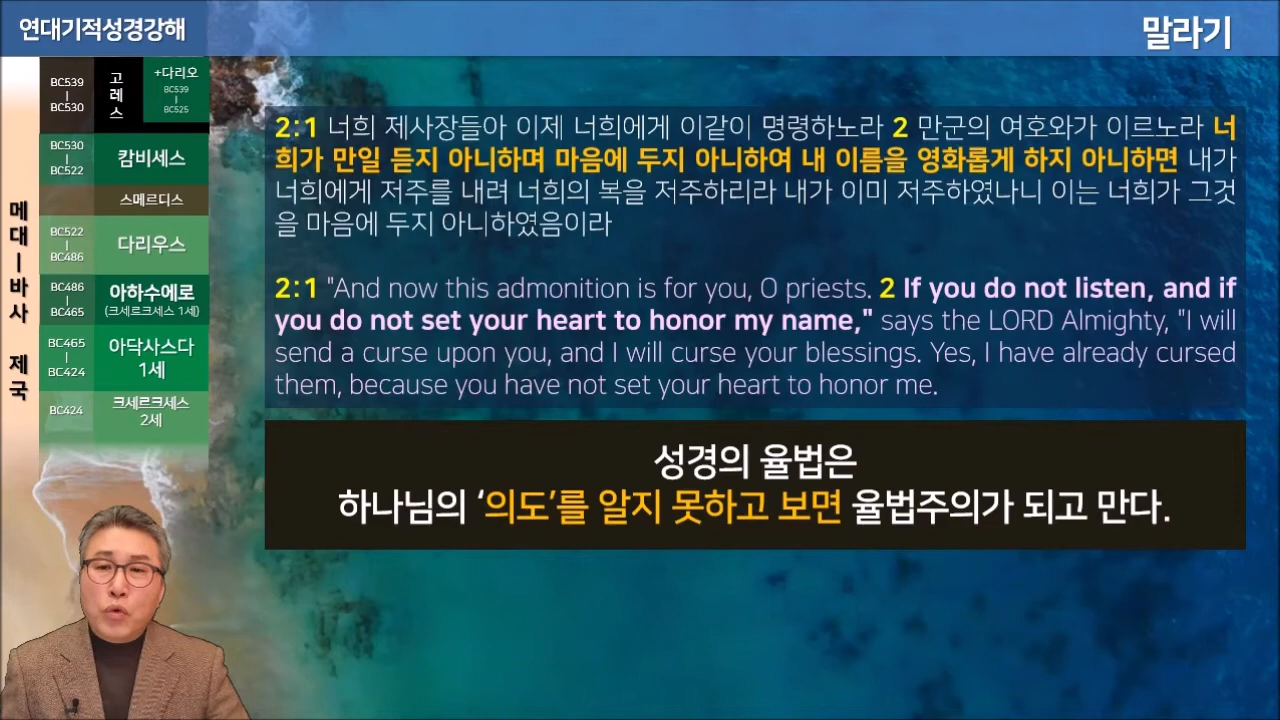 연대기적성경강해
말라기
BC539
|
BC530
고
레
스
+다리오
BC539
|
BC525
BC530
|
BC522
캄비세스
스메르디스
BC522
|
BC486
다리우스
BC486
|
BC465
아하수에로
(크세르크세스 1세)
BC465
|
BC424
아닥사스다
1세
BC424
크세르크세스
2세
메
대
|
바
사
제
국
2:1 너희 제사장들아 이제 너희에게 이같이 명령하노라 2 만군의 여호와가 이르노라 너
희가 만일 듣지 아니하며 마음에 두지 아니하여 내 이름을 영화롭게 하지 아니하면 내가
너희에게 저주를 내려 너희의 복을 저주하리라 내가 이미 저주하였나니 이는 너희가 그것
을 마음에 두지 아니하였음이라
2:1 "And now this admonition is for you, O priests. 2 If you do not listen, and if
you do not set your heart to honor my name," says the LORD Almighty, "I will
send a curse upon you, and I will curse your blessings. Yes, I have already cursed
them, because you have not set your heart to honor me.
성경의 율법은
하나님의 ‘의도’를 알지 못하고 보면 율법주의가 되고 만다.